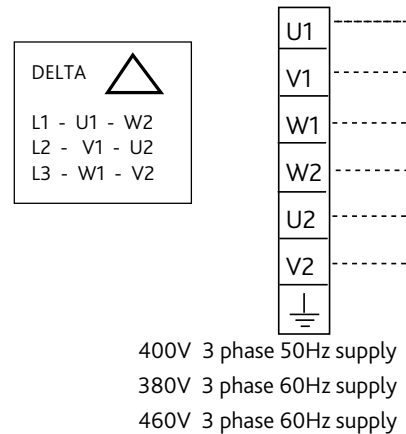 DELTA
L1 - U1 - W2
L2 - V1 - U2
L3 - W1 - V2
U1
V1
W1
W2
U2
V2
400V 3 phase 50Hz supply
380V 3 phase 60Hz supply
460V 3 phase 60Hz supply